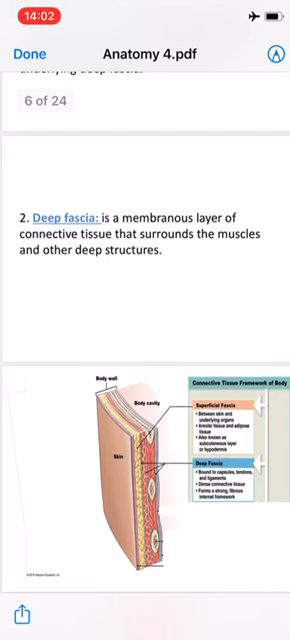 14:02
Done
Anatomy 4.pdf
6 of 24
2. Deep fascia: is a membranous layer of
connective tissue that surrounds the muscles
and other deep structures.
Body wall
Body cavity
Skin
Connective Tissue Framework of Body
Superficial Fascia
• Between skin and
underlying organs
• Areolar tissue and adipose
tissue
• Also known as
subcutaneous layer
or hypodermis
Deep Fascia
• Bound to capsules, tendons,
and ligaments
• Dense connective tissue
• Forms a strong, fibrous
internal framework